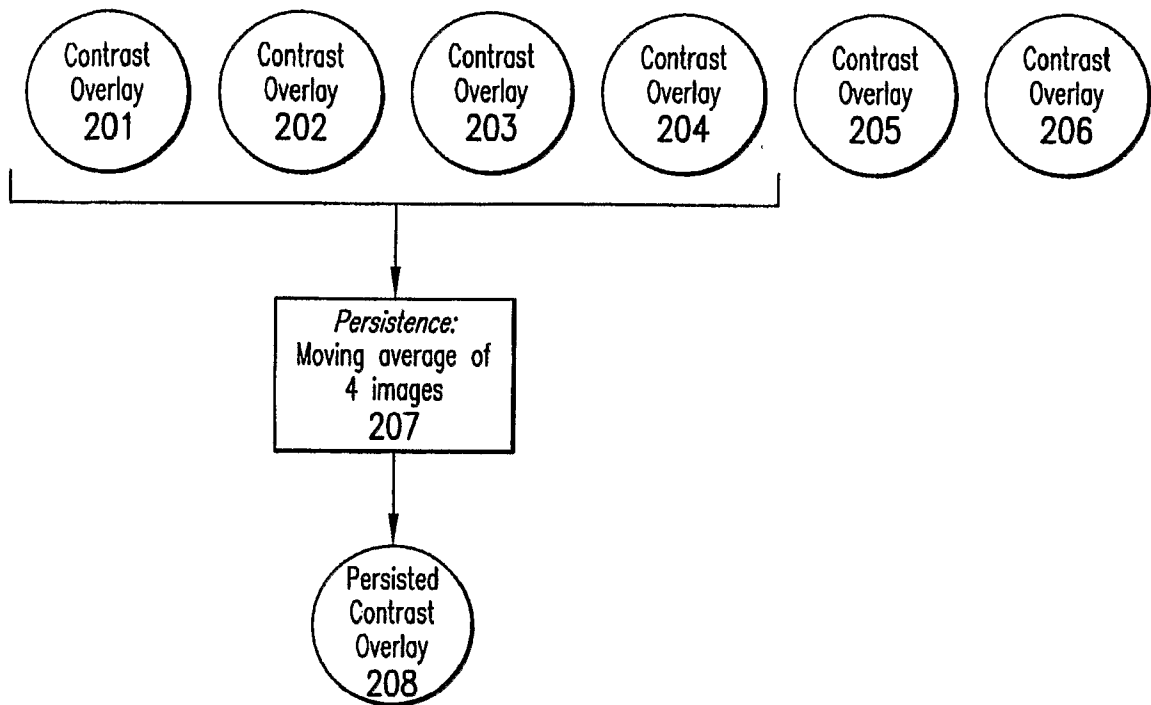 Contrast
Overlay
201
Contrast
Overlay
202
Contrast
Overlay
203
Contrast
Overlay
204
Contrast
Overlay
205
Contrast
Overlay
206
Persistence:
Moving average of
4 images
207
Persisted
Contrast
Overlay
208